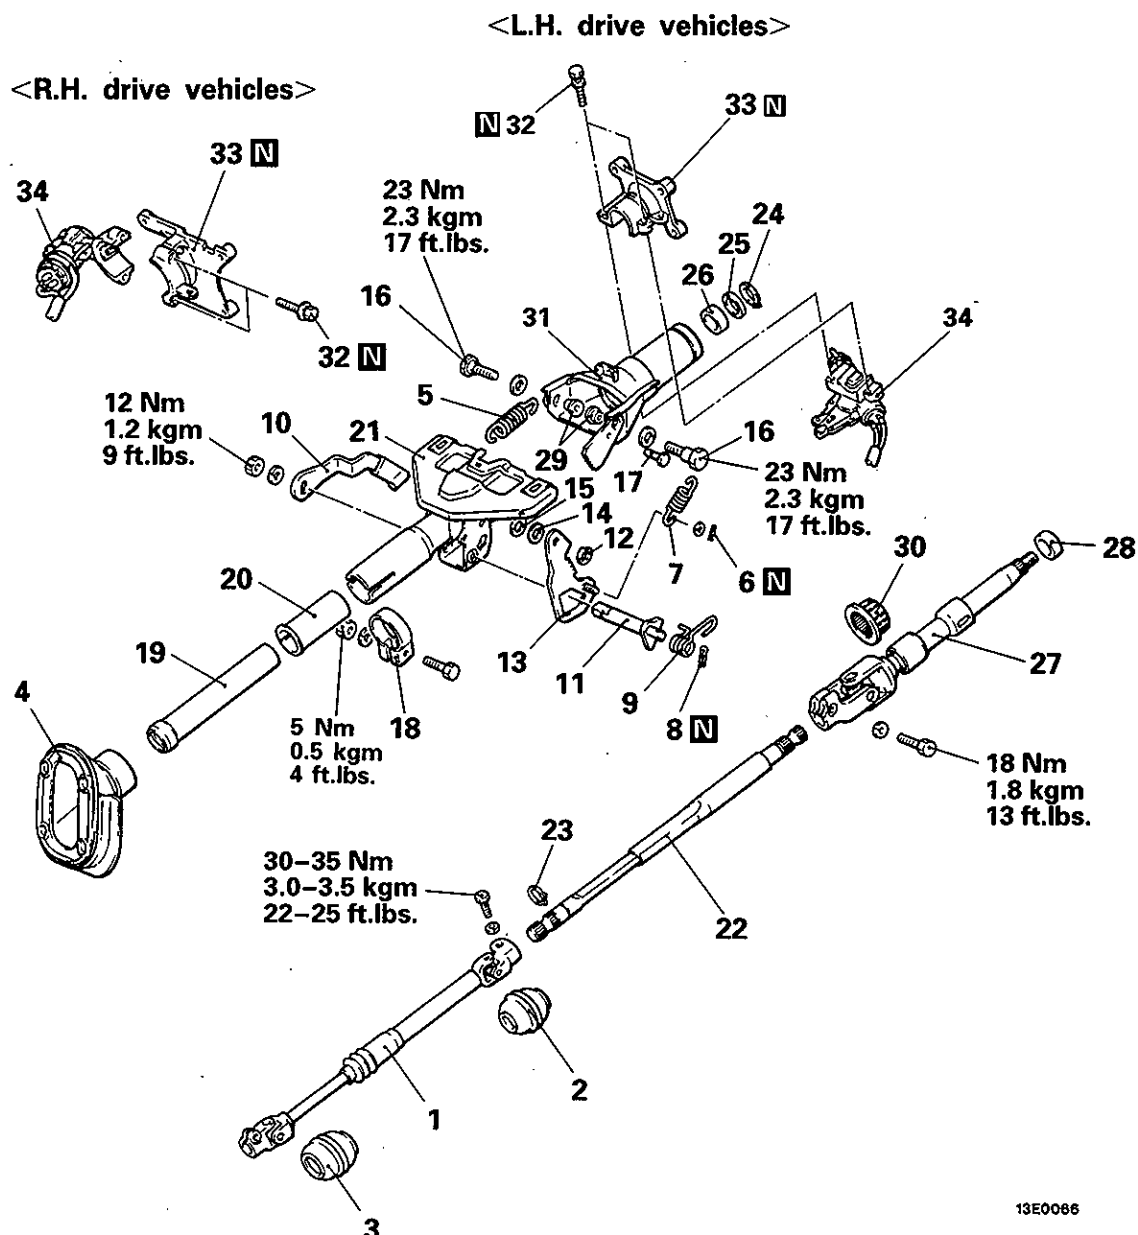 <L.H. drive vehicles>
<R.H. drive vehicles>
33 N
N 32
33 N
34
23 Nm
2.3 kgm
17 ft.lbs.
24
25
26
16
31
34
32 N
5
12 Nm
1.2 kgm
9 ft.lbs.
10
21
29
17
16
23 Nm
2.3 kgm
17 ft.lbs.
15
14
12
7
6 N
30
28
20
19
13
11
9
8 N
27
4
18
5 Nm
0.5 kgm
4 ft.lbs.
18 Nm
1.8 kgm
13 ft.lbs.
23
22
30–35 Nm
3.0–3.5 kgm
22–25 ft.lbs.
2
1
3
13E0066